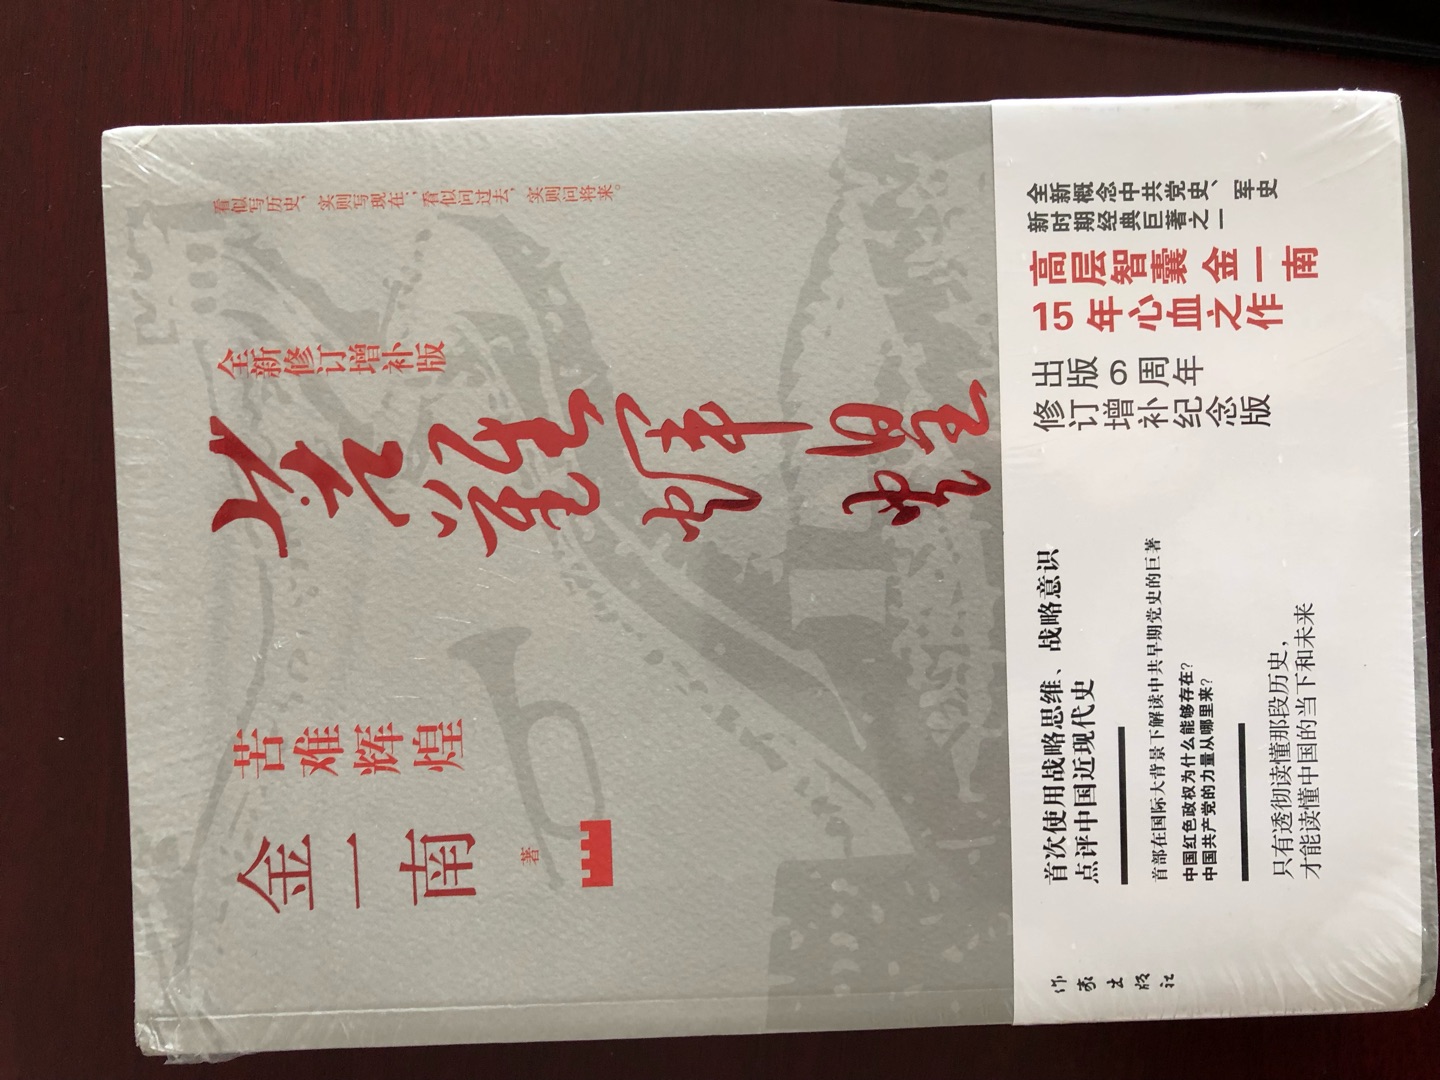 金一南
著
苦难辉煌
苦難輝煌
全新修订增补版
看似写历史，实则写现在；看似问过去，实则问将来。
全新概念中共党史、军史
新时期经典巨著之一
高层智囊金一南
15年心血之作
出版6周年
修订增补纪念版
首次使用战略思维、战略意识
点评中国近现代史
首部在国际大背景下解读中共早期党史的巨著
中国红色政权为什么能够存在？
中国共产党的力量从哪里来？
只有透彻读懂那段历史，
才能读懂中国的当下和未来
作家出版社